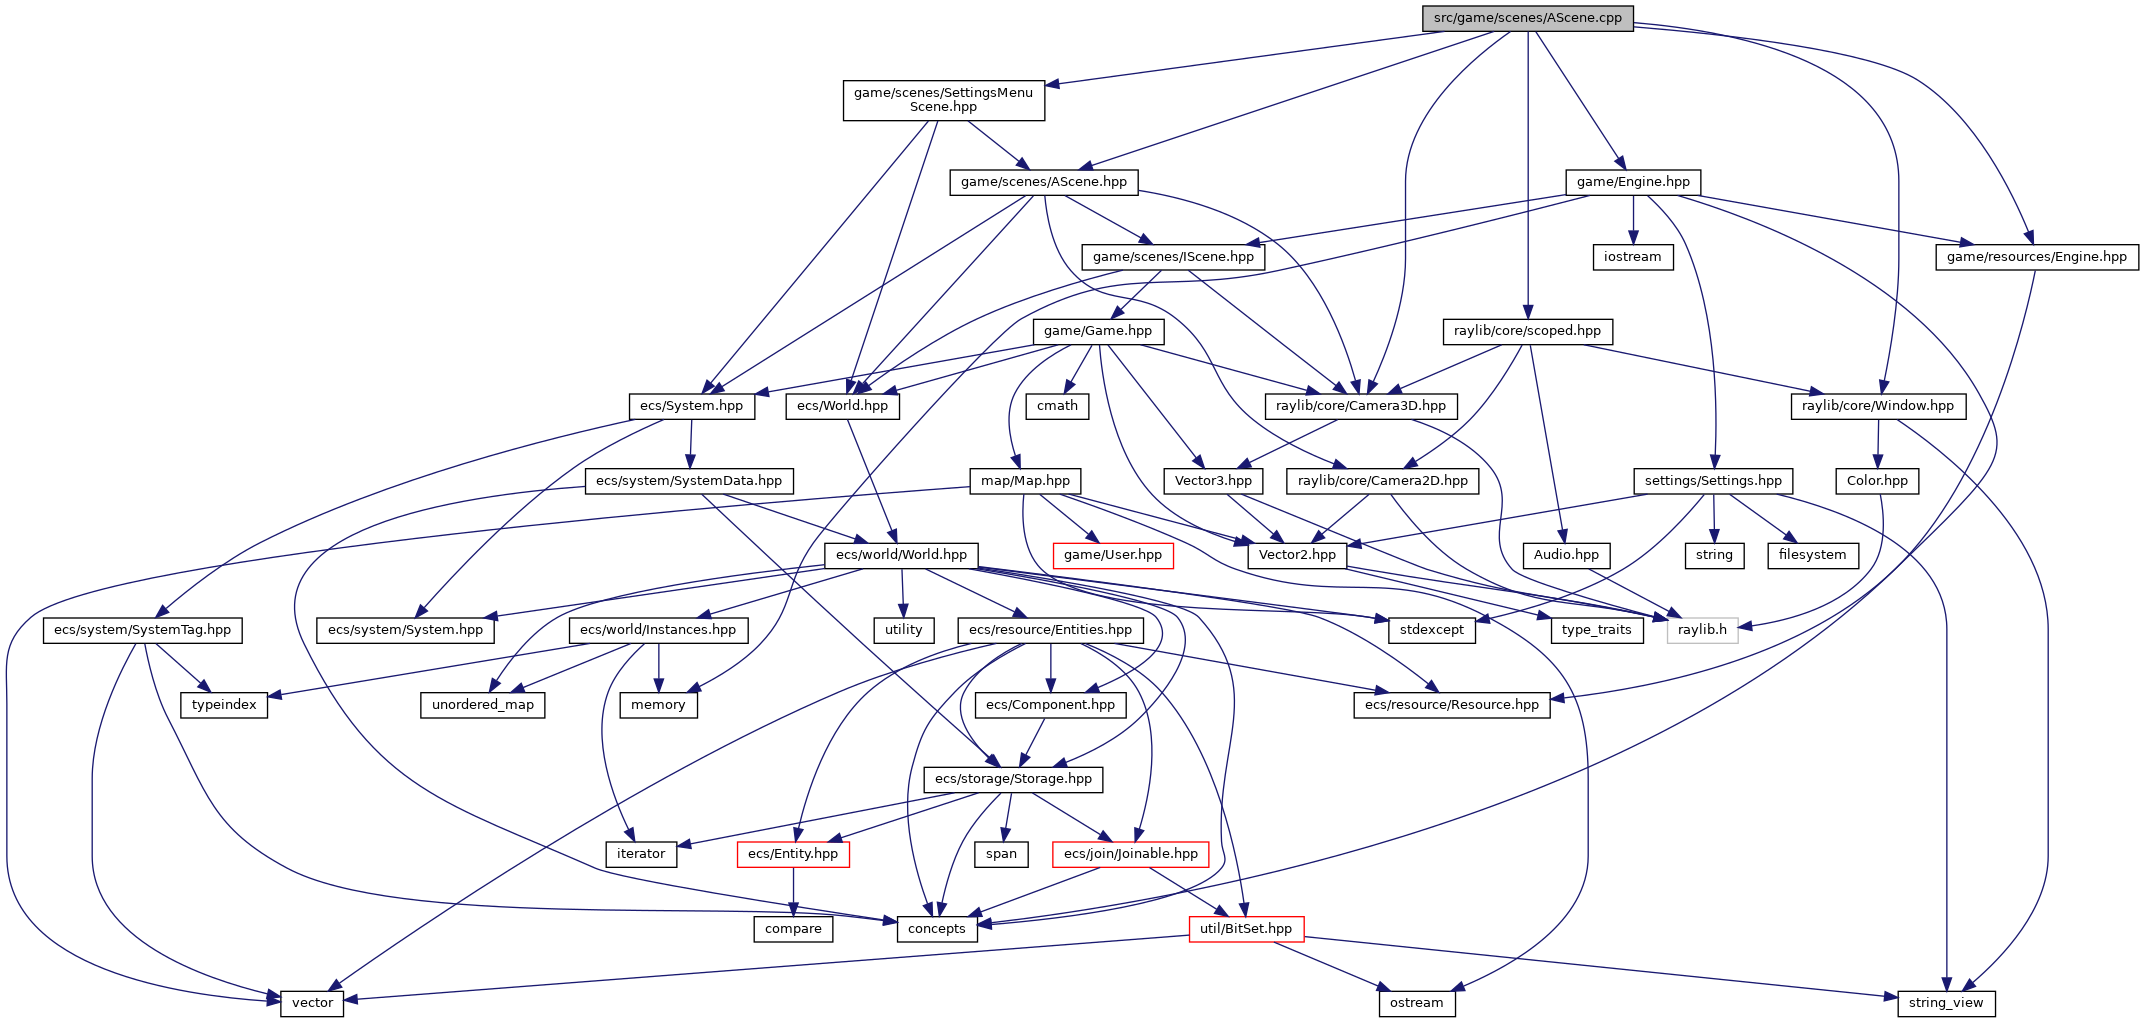 src/game/scenes/AScene.cpp
game/scenes/SettingsMenu
Scene.hpp
game/scenes/AScene.hpp
game/Engine.hpp
game/scenes/IScene.hpp
iostream
game/resources/Engine.hpp
game/Game.hpp
raylib/core/scoped.hpp
ecs/System.hpp
ecs/World.hpp
cmath
raylib/core/Camera3D.hpp
raylib/core/Window.hpp
ecs/system/SystemData.hpp
map/Map.hpp
Vector3.hpp
raylib/core/Camera2D.hpp
settings/Settings.hpp
Color.hpp
ecs/world/World.hpp
game/User.hpp
Vector2.hpp
Audio.hpp
string
filesystem
ecs/system/SystemTag.hpp
ecs/system/System.hpp
ecs/world/Instances.hpp
utility
ecs/resource/Entities.hpp
stdexcept
type_traits
raylib.h
typeindex
unordered_map
memory
ecs/Component.hpp
ecs/resource/Resource.hpp
ecs/storage/Storage.hpp
iterator
ecs/Entity.hpp
span
ecs/join/Joinable.hpp
compare
concepts
util/BitSet.hpp
vector
ostream
string_view